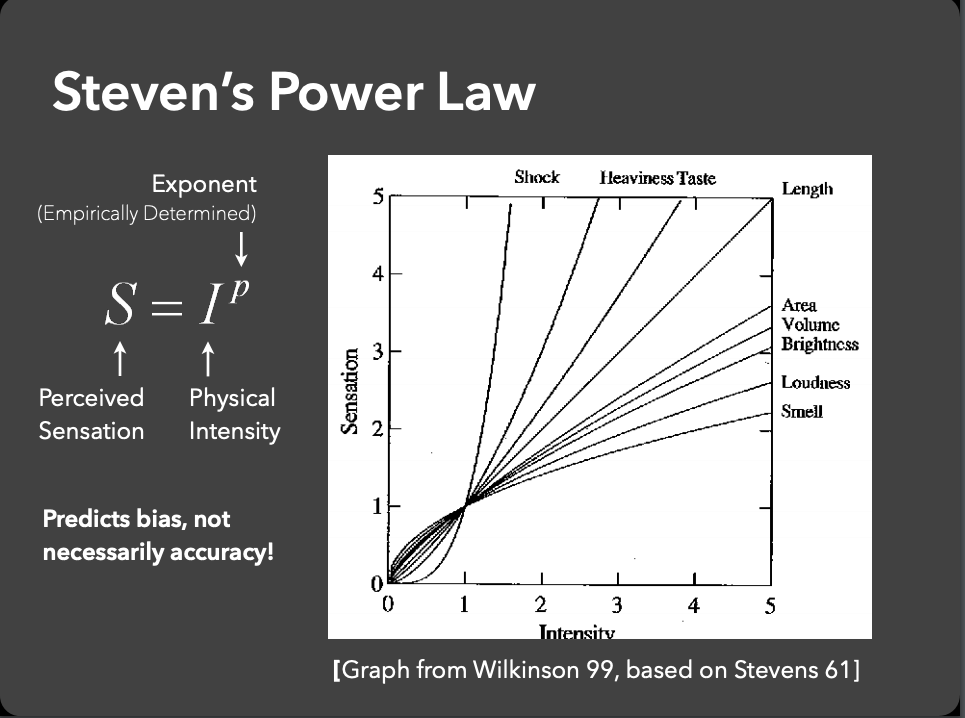 Steven's Power Law
Exponent
(Empirically Determined)
S = I^p
Perceived
Sensation
Physical
Intensity
Predicts bias, not
necessarily accuracy!
Shock Heaviness Taste
Length
Area
Volume
Brightness
Loudness
Smell
Sensation
5
4
3
2
1
0
0 1 2 3 4 5
Intensity
[Graph from Wilkinson 99, based on Stevens 61]